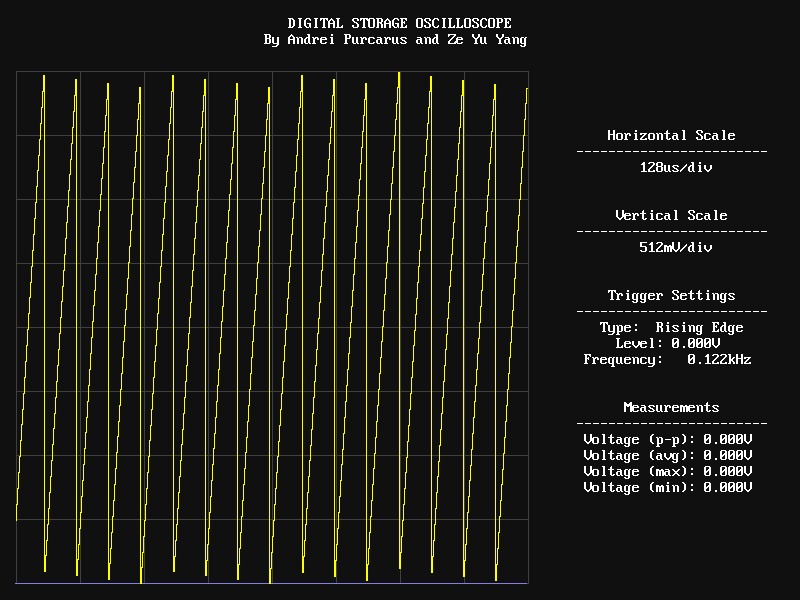 DIGITAL STORAGE OSCILLOSCOPE
By Andrei Purcarus and Ze Yu Yang
Horizontal Scale
------------------------
128us/div
Vertical Scale
------------------------
512mV/div
Trigger Settings
------------------------
Type:  Rising Edge
Level: 0.000V
Frequency:   0.122kHz
Measurements
------------------------
Voltage (p-p): 0.000V
Voltage (avg): 0.000V
Voltage (max): 0.000V
Voltage (min): 0.000V